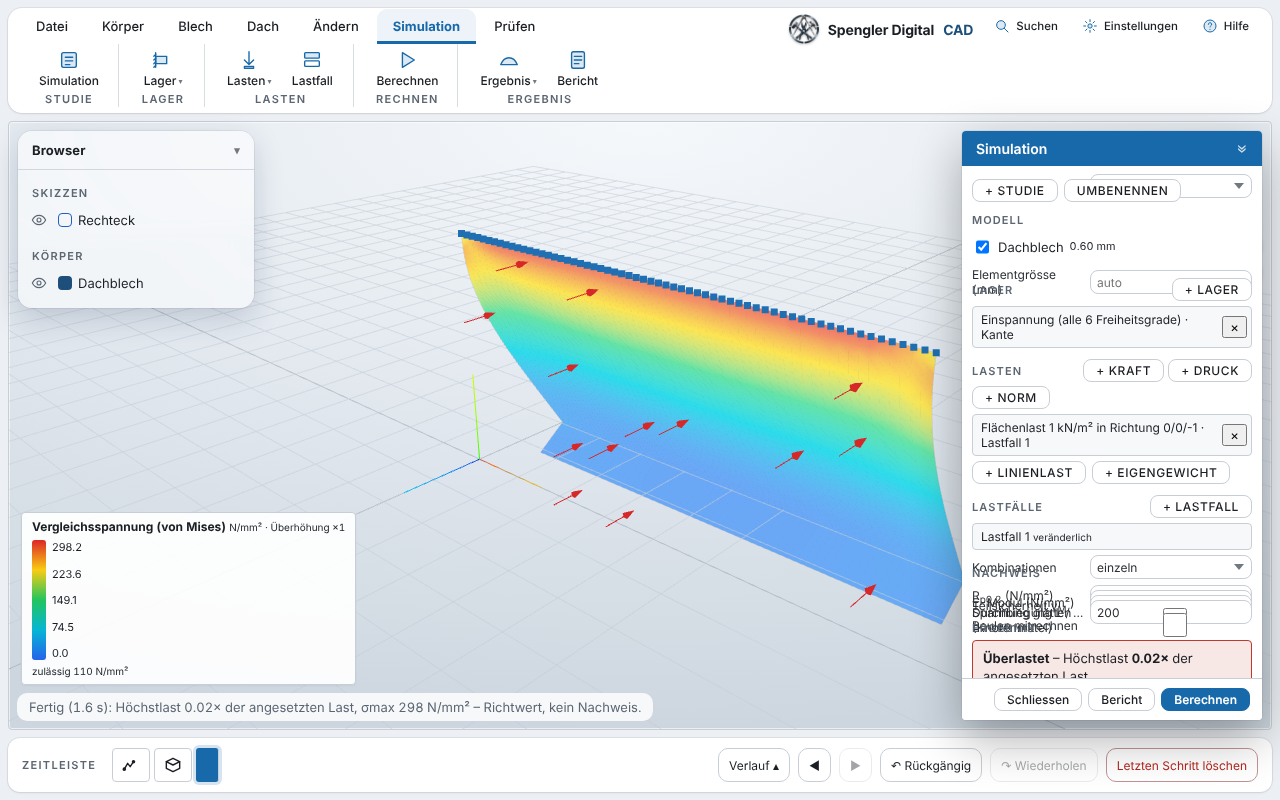 Datei Körper Blech Dach Ändern Simulation Prüfen
Spengler Digital CAD
Suchen Einstellungen Hilfe
Simulation Lager▾ Lasten▾ Lastfall Berechnen Ergebnis▾ Bericht
STUDIE LAGER LASTEN RECHNEN ERGEBNIS
Browser ▾
SKIZZEN
Rechteck
KÖRPER
Dachblech
Vergleichsspannung (von Mises) N/mm² · Überhöhung ×1
298.2
223.6
149.1
74.5
0.0
zulässig 110 N/mm²
Fertig (1.6 s): Höchstlast 0.02× der angesetzten Last, σmax 298 N/mm² – Richtwert, kein Nachweis.
Simulation
+ STUDIE UMBENENNEN
MODELL
Dachblech 0.60 mm
Elementgrösse
(mm) auto
LAGER + LAGER
Einspannung (alle 6 Freiheitsgrade) ·
Kante ×
LASTEN + KRAFT + DRUCK
+ NORM
Flächenlast 1 kN/m² in Richtung 0/0/-1 ·
Lastfall 1 ×
+ LINIENLAST + EIGENGEWICHT
LASTFÄLLE + LASTFALL
Lastfall 1 veränderlich
Kombinationen einzeln
NACHWEIS
(N/mm²)
200
Beulen mitrechnen
Überlastet – Höchstlast 0.02× der
angesetzten Last
Schliessen Bericht Berechnen
ZEITLEISTE
Verlauf ▴ ◀ ▶ ↶ Rückgängig ↷ Wiederholen Letzten Schritt löschen